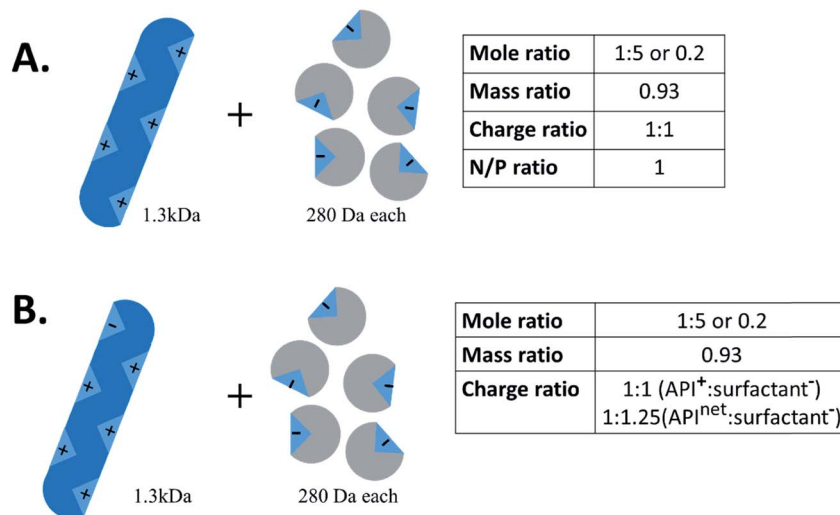 A.
+
+
+
+
+
+
-
-
-
-
-
1.3kDa
280 Da each
Mole ratio 1:5 or 0.2
Mass ratio 0.93
Charge ratio 1:1
N/P ratio 1
B.
-
+
+
+
+
+
+
-
-
-
-
-
1.3kDa
280 Da each
Mole ratio 1:5 or 0.2
Mass ratio 0.93
Charge ratio 1:1 (API⁺:surfactant⁻)
1:1.25(APIⁿᵉᵗ:surfactant⁻)